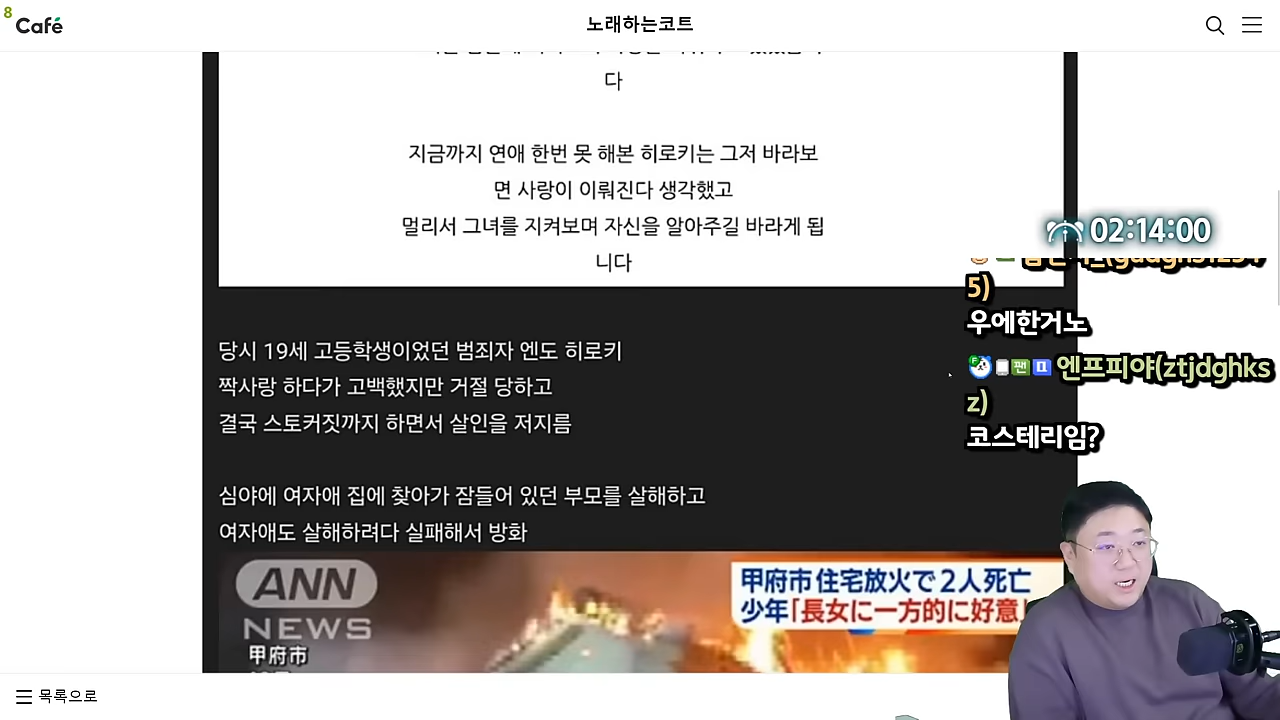 8
Café
노래하는코트
다
지금까지 연애 한번 못 해본 히로키는 그저 바라보
면 사랑이 이뤄진다 생각했고
멀리서 그녀를 지켜보며 자신을 알아주길 바라게 됩
니다
02:14:00
5)
우에한거노
엔프피야(ztjdghks
z)
코스테리임?
당시 19세 고등학생이었던 범죄자 엔도 히로키
짝사랑 하다가 고백했지만 거절 당하고
결국 스토커짓까지 하면서 살인을 저지름
심야에 여자애 집에 찾아가 잠들어 있던 부모를 살해하고
여자애도 살해하려다 실패해서 방화
ANN
NEWS
甲府市
甲府市 住宅放火で2人死亡
少年「長女に一方的に好意」
目록으로